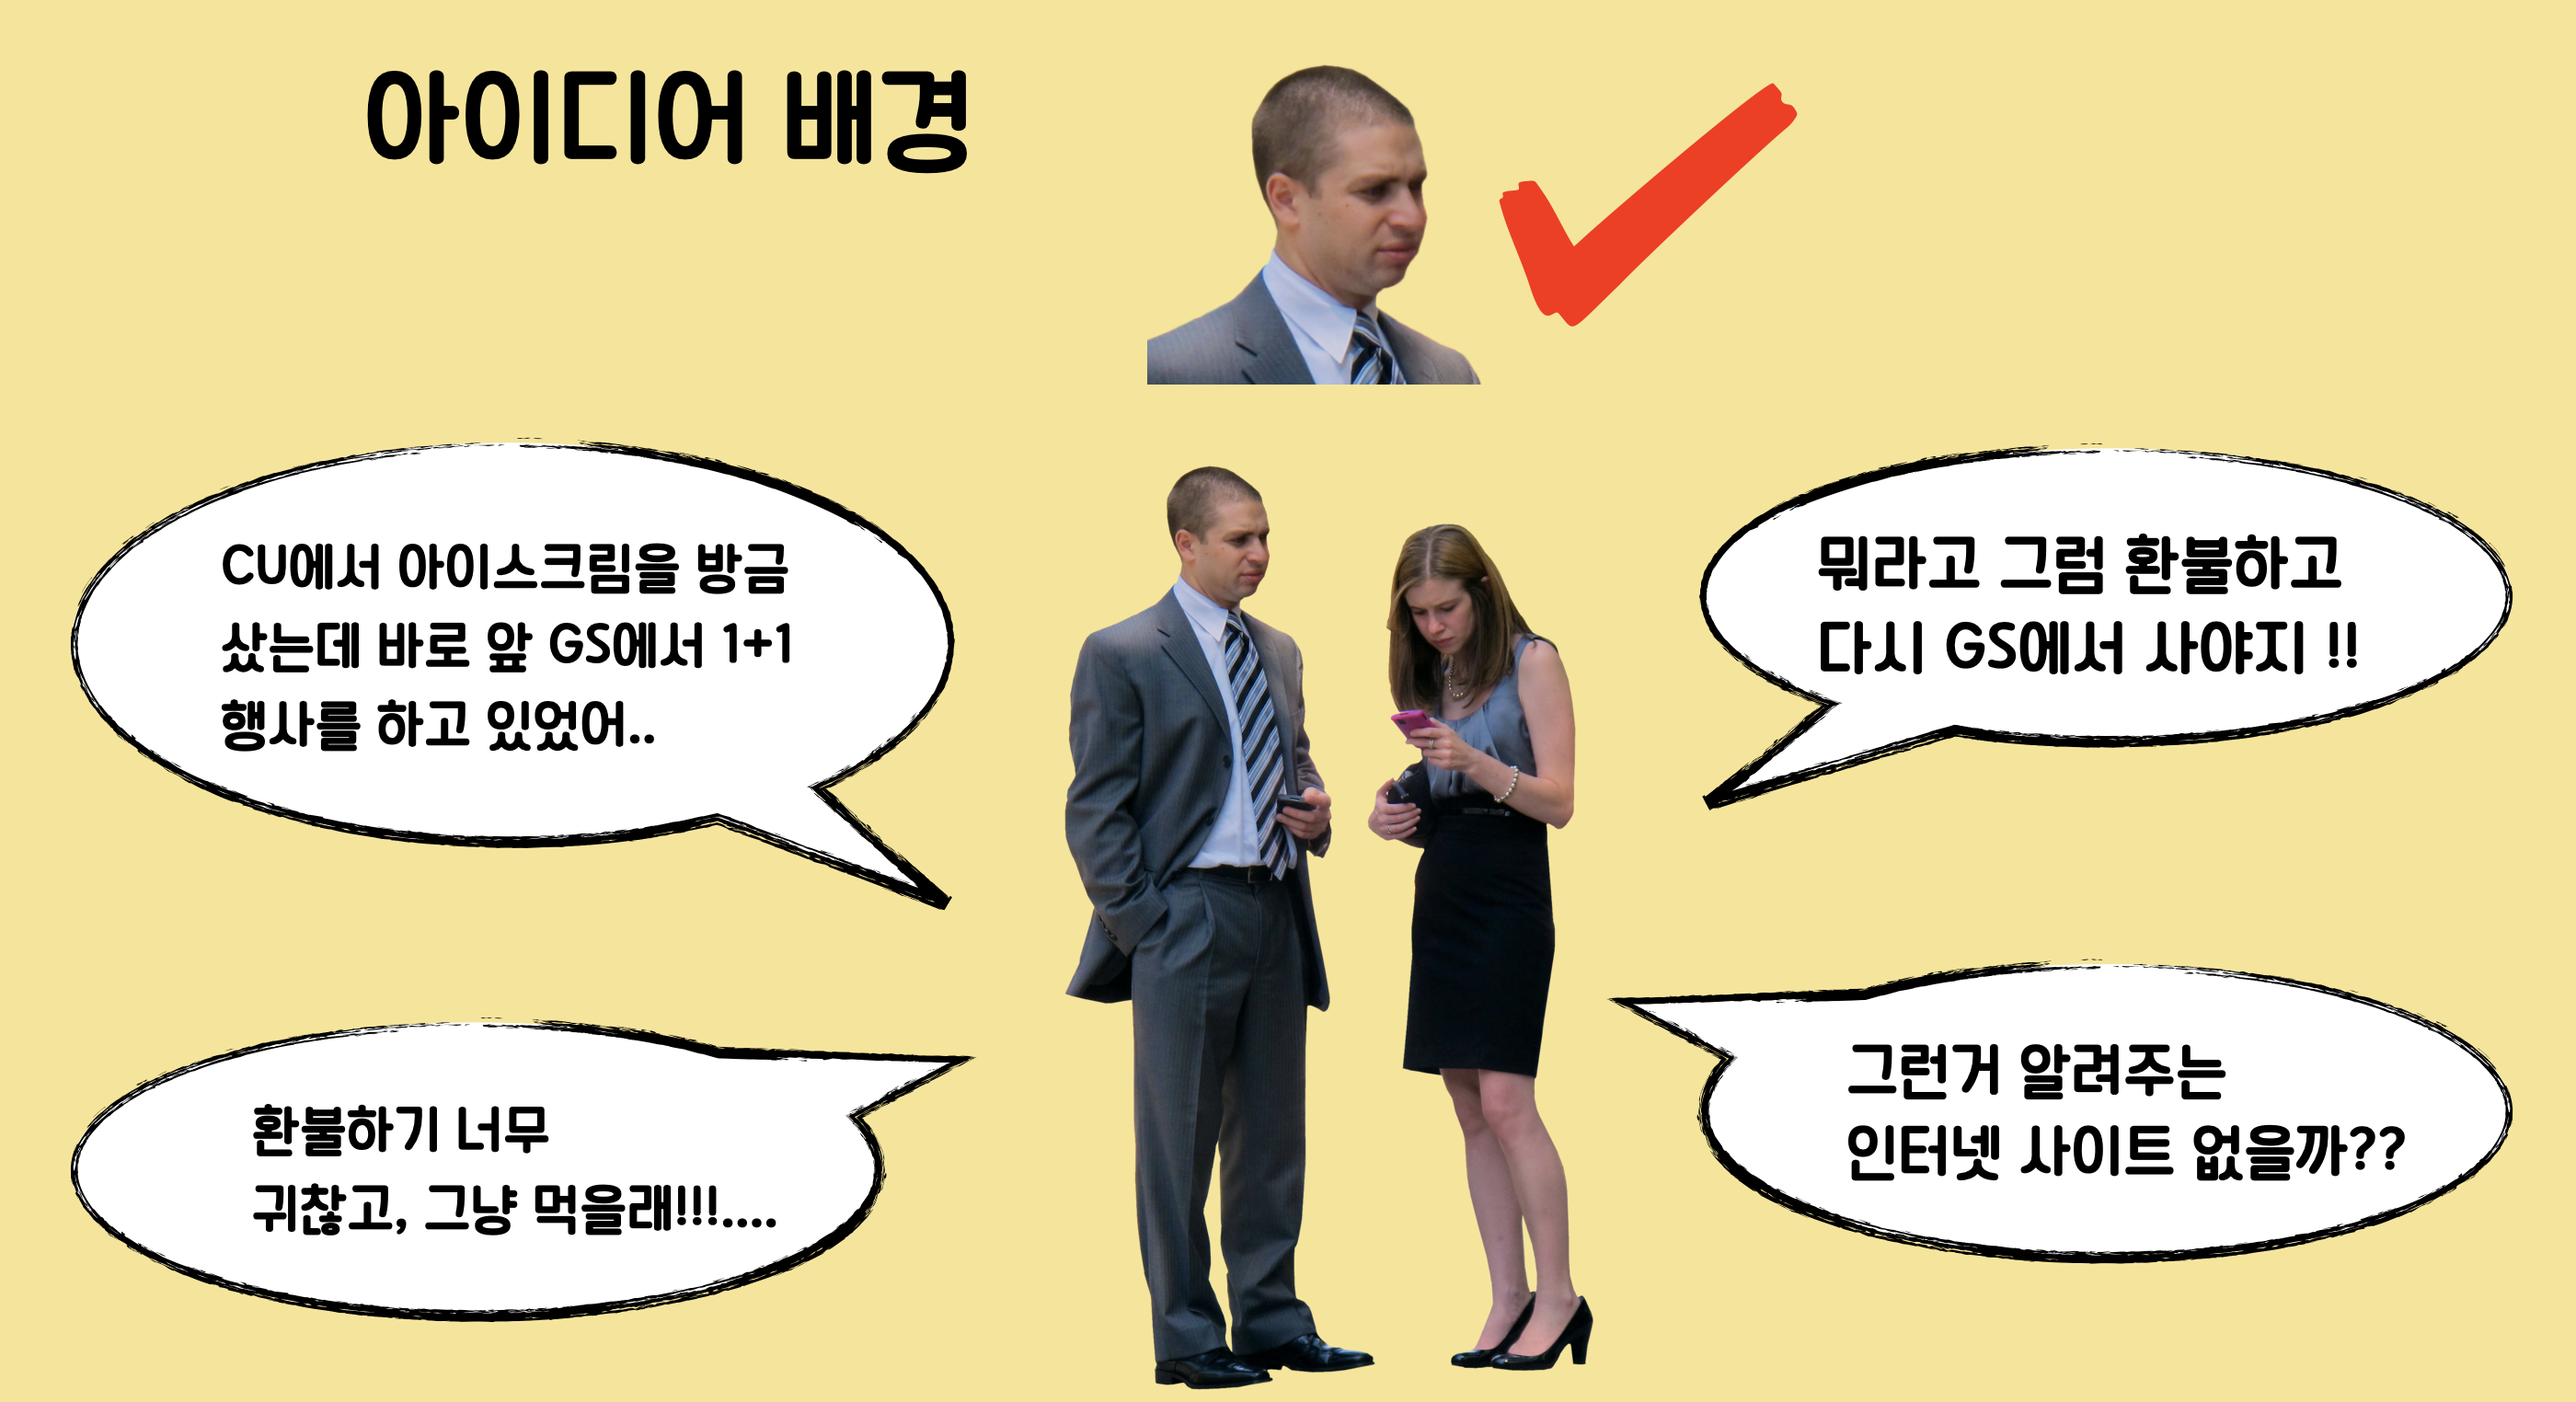 아이디어 배경
CU에서 아이스크림을 방금
샀는데 바로 앞 GS에서 1+1
행사를 하고 있었어..
뭐라고 그럼 환불하고
다시 GS에서 사야지 !!
환불하기 너무
귀찮고, 그냥 먹을래!!!....
그런거 알려주는
인터넷 사이트 없을까??